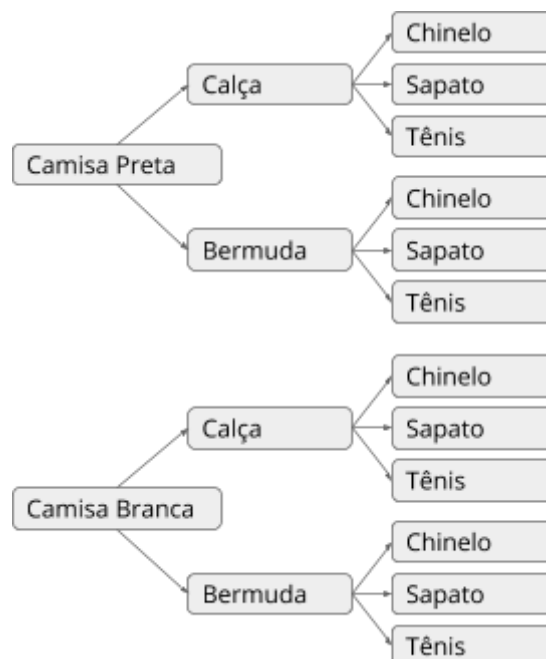 Chinelo
Calça
Sapato
Tênis
Camisa Preta
Chinelo
Bermuda
Sapato
Tênis
Chinelo
Calça
Sapato
Tênis
Camisa Branca
Chinelo
Bermuda
Sapato
Tênis